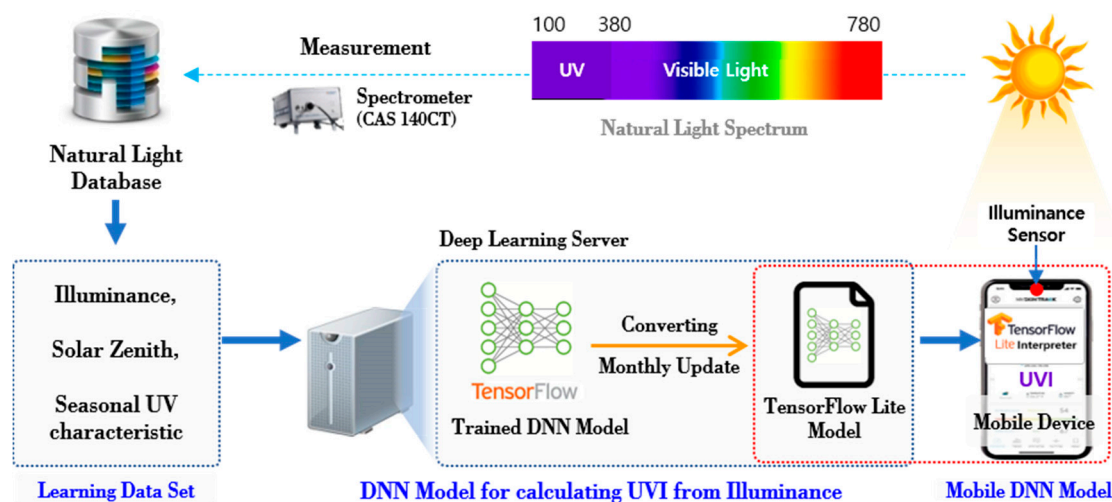 100 380 780
Measurement
UV Visible Light
Spectrometer
(CAS 140CT)
Natural Light Spectrum
Natural Light
Database
Illuminance
Sensor
Deep Learning Server
Illuminance,
Solar Zenith,
Seasonal UV
characteristic
Converting
Monthly Update
TensorFlow
Trained DNN Model
TensorFlow Lite
Model
TensorFlow
Lite Interpreter
UVI
Mobile Device
Learning Data Set
DNN Model for calculating UVI from Illuminance
Mobile DNN Model